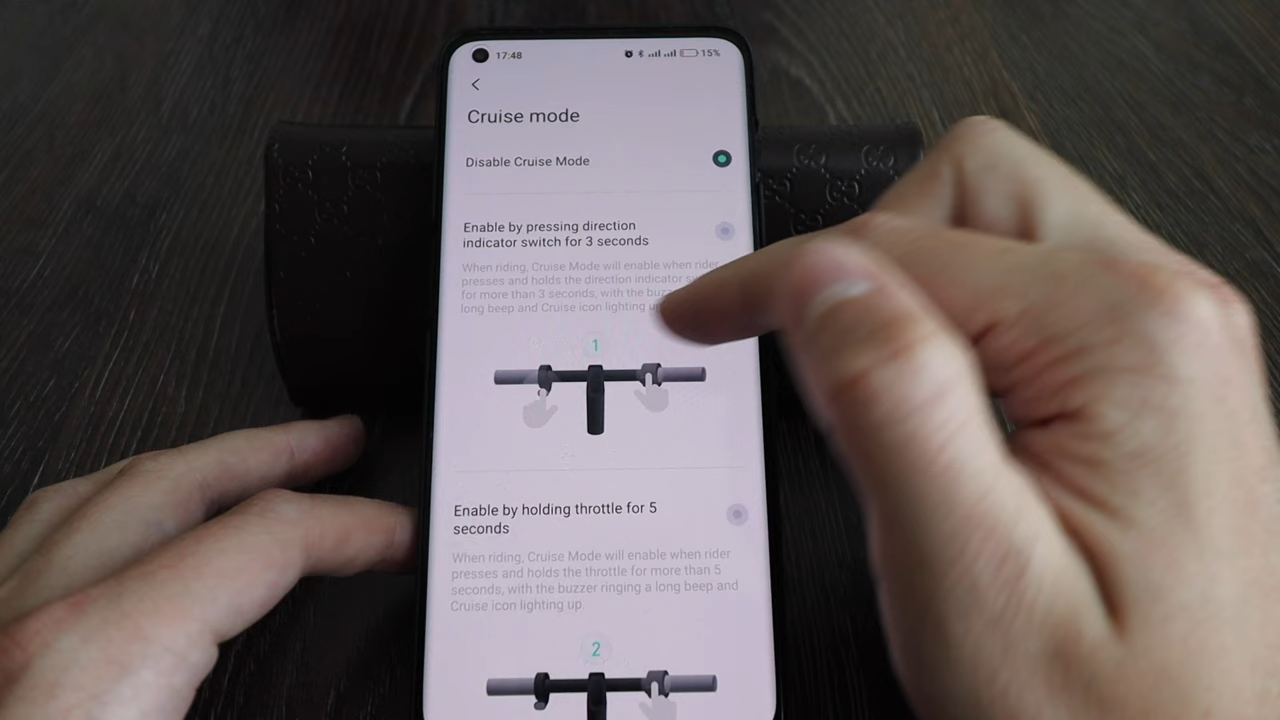 17:48
15%
Cruise mode
Disable Cruise Mode
Enable by pressing direction
indicator switch for 3 seconds
When riding, Cruise Mode will enable when rider
presses and holds the direction indicator
for more than 3 seconds, with the
long beep and Cruise icon lighting
1
Enable by holding throttle for 5
seconds
When riding, Cruise Mode will enable when rider
presses and holds the throttle for more than 5
seconds, with the buzzer ringing a long beep and
Cruise icon lighting up.
2